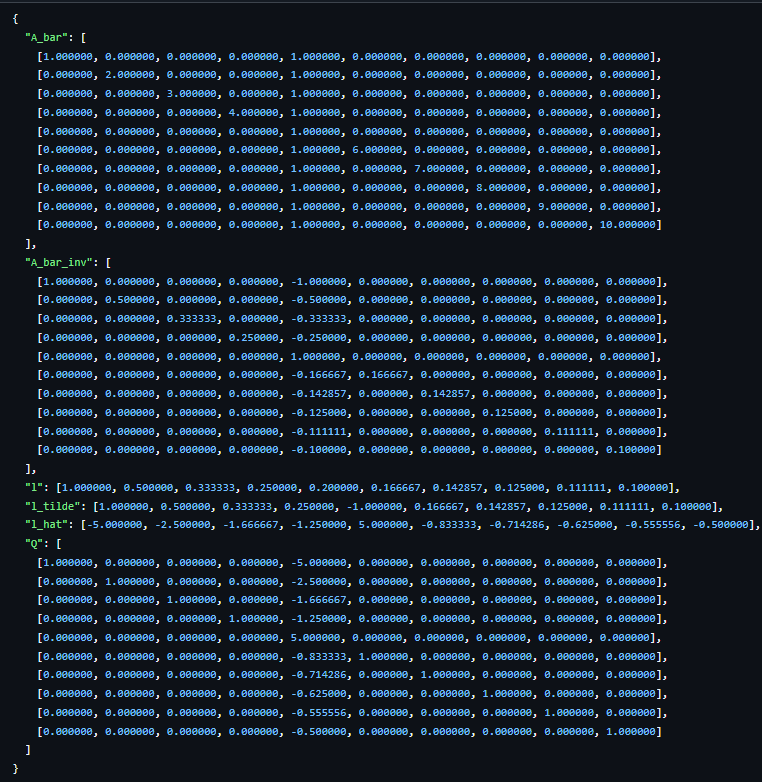 {
  "A_bar": [
    [1.000000, 0.000000, 0.000000, 0.000000, 1.000000, 0.000000, 0.000000, 0.000000, 0.000000, 0.000000],
    [0.000000, 2.000000, 0.000000, 0.000000, 1.000000, 0.000000, 0.000000, 0.000000, 0.000000, 0.000000],
    [0.000000, 0.000000, 3.000000, 0.000000, 1.000000, 0.000000, 0.000000, 0.000000, 0.000000, 0.000000],
    [0.000000, 0.000000, 0.000000, 4.000000, 1.000000, 0.000000, 0.000000, 0.000000, 0.000000, 0.000000],
    [0.000000, 0.000000, 0.000000, 0.000000, 1.000000, 0.000000, 0.000000, 0.000000, 0.000000, 0.000000],
    [0.000000, 0.000000, 0.000000, 0.000000, 1.000000, 6.000000, 0.000000, 0.000000, 0.000000, 0.000000],
    [0.000000, 0.000000, 0.000000, 0.000000, 1.000000, 0.000000, 7.000000, 0.000000, 0.000000, 0.000000],
    [0.000000, 0.000000, 0.000000, 0.000000, 1.000000, 0.000000, 0.000000, 8.000000, 0.000000, 0.000000],
    [0.000000, 0.000000, 0.000000, 0.000000, 1.000000, 0.000000, 0.000000, 0.000000, 9.000000, 0.000000],
    [0.000000, 0.000000, 0.000000, 0.000000, 1.000000, 0.000000, 0.000000, 0.000000, 0.000000, 10.000000]
  ],
  "A_bar_inv": [
    [1.000000, 0.000000, 0.000000, 0.000000, -1.000000, 0.000000, 0.000000, 0.000000, 0.000000, 0.000000],
    [0.000000, 0.500000, 0.000000, 0.000000, -0.500000, 0.000000, 0.000000, 0.000000, 0.000000, 0.000000],
    [0.000000, 0.000000, 0.333333, 0.000000, -0.333333, 0.000000, 0.000000, 0.000000, 0.000000, 0.000000],
    [0.000000, 0.000000, 0.000000, 0.250000, -0.250000, 0.000000, 0.000000, 0.000000, 0.000000, 0.000000],
    [0.000000, 0.000000, 0.000000, 0.000000, 1.000000, 0.000000, 0.000000, 0.000000, 0.000000, 0.000000],
    [0.000000, 0.000000, 0.000000, 0.000000, -0.166667, 0.166667, 0.000000, 0.000000, 0.000000, 0.000000],
    [0.000000, 0.000000, 0.000000, 0.000000, -0.142857, 0.000000, 0.142857, 0.000000, 0.000000, 0.000000],
    [0.000000, 0.000000, 0.000000, 0.000000, -0.125000, 0.000000, 0.000000, 0.125000, 0.000000, 0.000000],
    [0.000000, 0.000000, 0.000000, 0.000000, -0.111111, 0.000000, 0.000000, 0.000000, 0.111111, 0.000000],
    [0.000000, 0.000000, 0.000000, 0.000000, -0.100000, 0.000000, 0.000000, 0.000000, 0.000000, 0.100000]
  ],
  "l": [1.000000, 0.500000, 0.333333, 0.250000, 0.200000, 0.166667, 0.142857, 0.125000, 0.111111, 0.100000],
  "l_tilde": [1.000000, 0.500000, 0.333333, 0.250000, -1.000000, 0.166667, 0.142857, 0.125000, 0.111111, 0.100000],
  "l_hat": [-5.000000, -2.500000, -1.666667, -1.250000, 5.000000, -0.833333, -0.714286, -0.625000, -0.555556, -0.500000],
  "Q": [
    [1.000000, 0.000000, 0.000000, 0.000000, -5.000000, 0.000000, 0.000000, 0.000000, 0.000000, 0.000000],
    [0.000000, 1.000000, 0.000000, 0.000000, -2.500000, 0.000000, 0.000000, 0.000000, 0.000000, 0.000000],
    [0.000000, 0.000000, 1.000000, 0.000000, -1.666667, 0.000000, 0.000000, 0.000000, 0.000000, 0.000000],
    [0.000000, 0.000000, 0.000000, 1.000000, -1.250000, 0.000000, 0.000000, 0.000000, 0.000000, 0.000000],
    [0.000000, 0.000000, 0.000000, 0.000000, 5.000000, 0.000000, 0.000000, 0.000000, 0.000000, 0.000000],
    [0.000000, 0.000000, 0.000000, 0.000000, -0.833333, 1.000000, 0.000000, 0.000000, 0.000000, 0.000000],
    [0.000000, 0.000000, 0.000000, 0.000000, -0.714286, 0.000000, 1.000000, 0.000000, 0.000000, 0.000000],
    [0.000000, 0.000000, 0.000000, 0.000000, -0.625000, 0.000000, 0.000000, 1.000000, 0.000000, 0.000000],
    [0.000000, 0.000000, 0.000000, 0.000000, -0.555556, 0.000000, 0.000000, 0.000000, 1.000000, 0.000000],
    [0.000000, 0.000000, 0.000000, 0.000000, -0.500000, 0.000000, 0.000000, 0.000000, 0.000000, 1.000000]
  ]
}